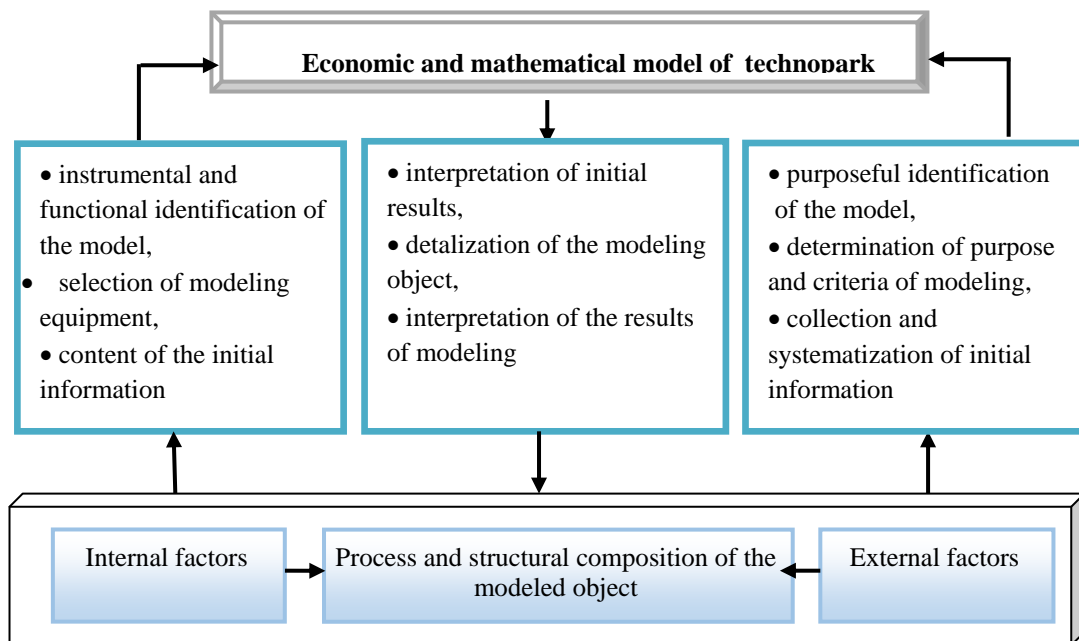 Economic and mathematical model of technopark
• instrumental and
functional identification of
the model,
• selection of modeling
equipment,
• content of the initial
information
• interpretation of initial
results,
• detalization of the modeling
object,
• interpretation of the results
of modeling
• purposeful identification
of the model,
• determination of purpose
and criteria of modeling,
• collection and
systematization of initial
information
Internal factors
Process and structural composition of the
modeled object
External factors